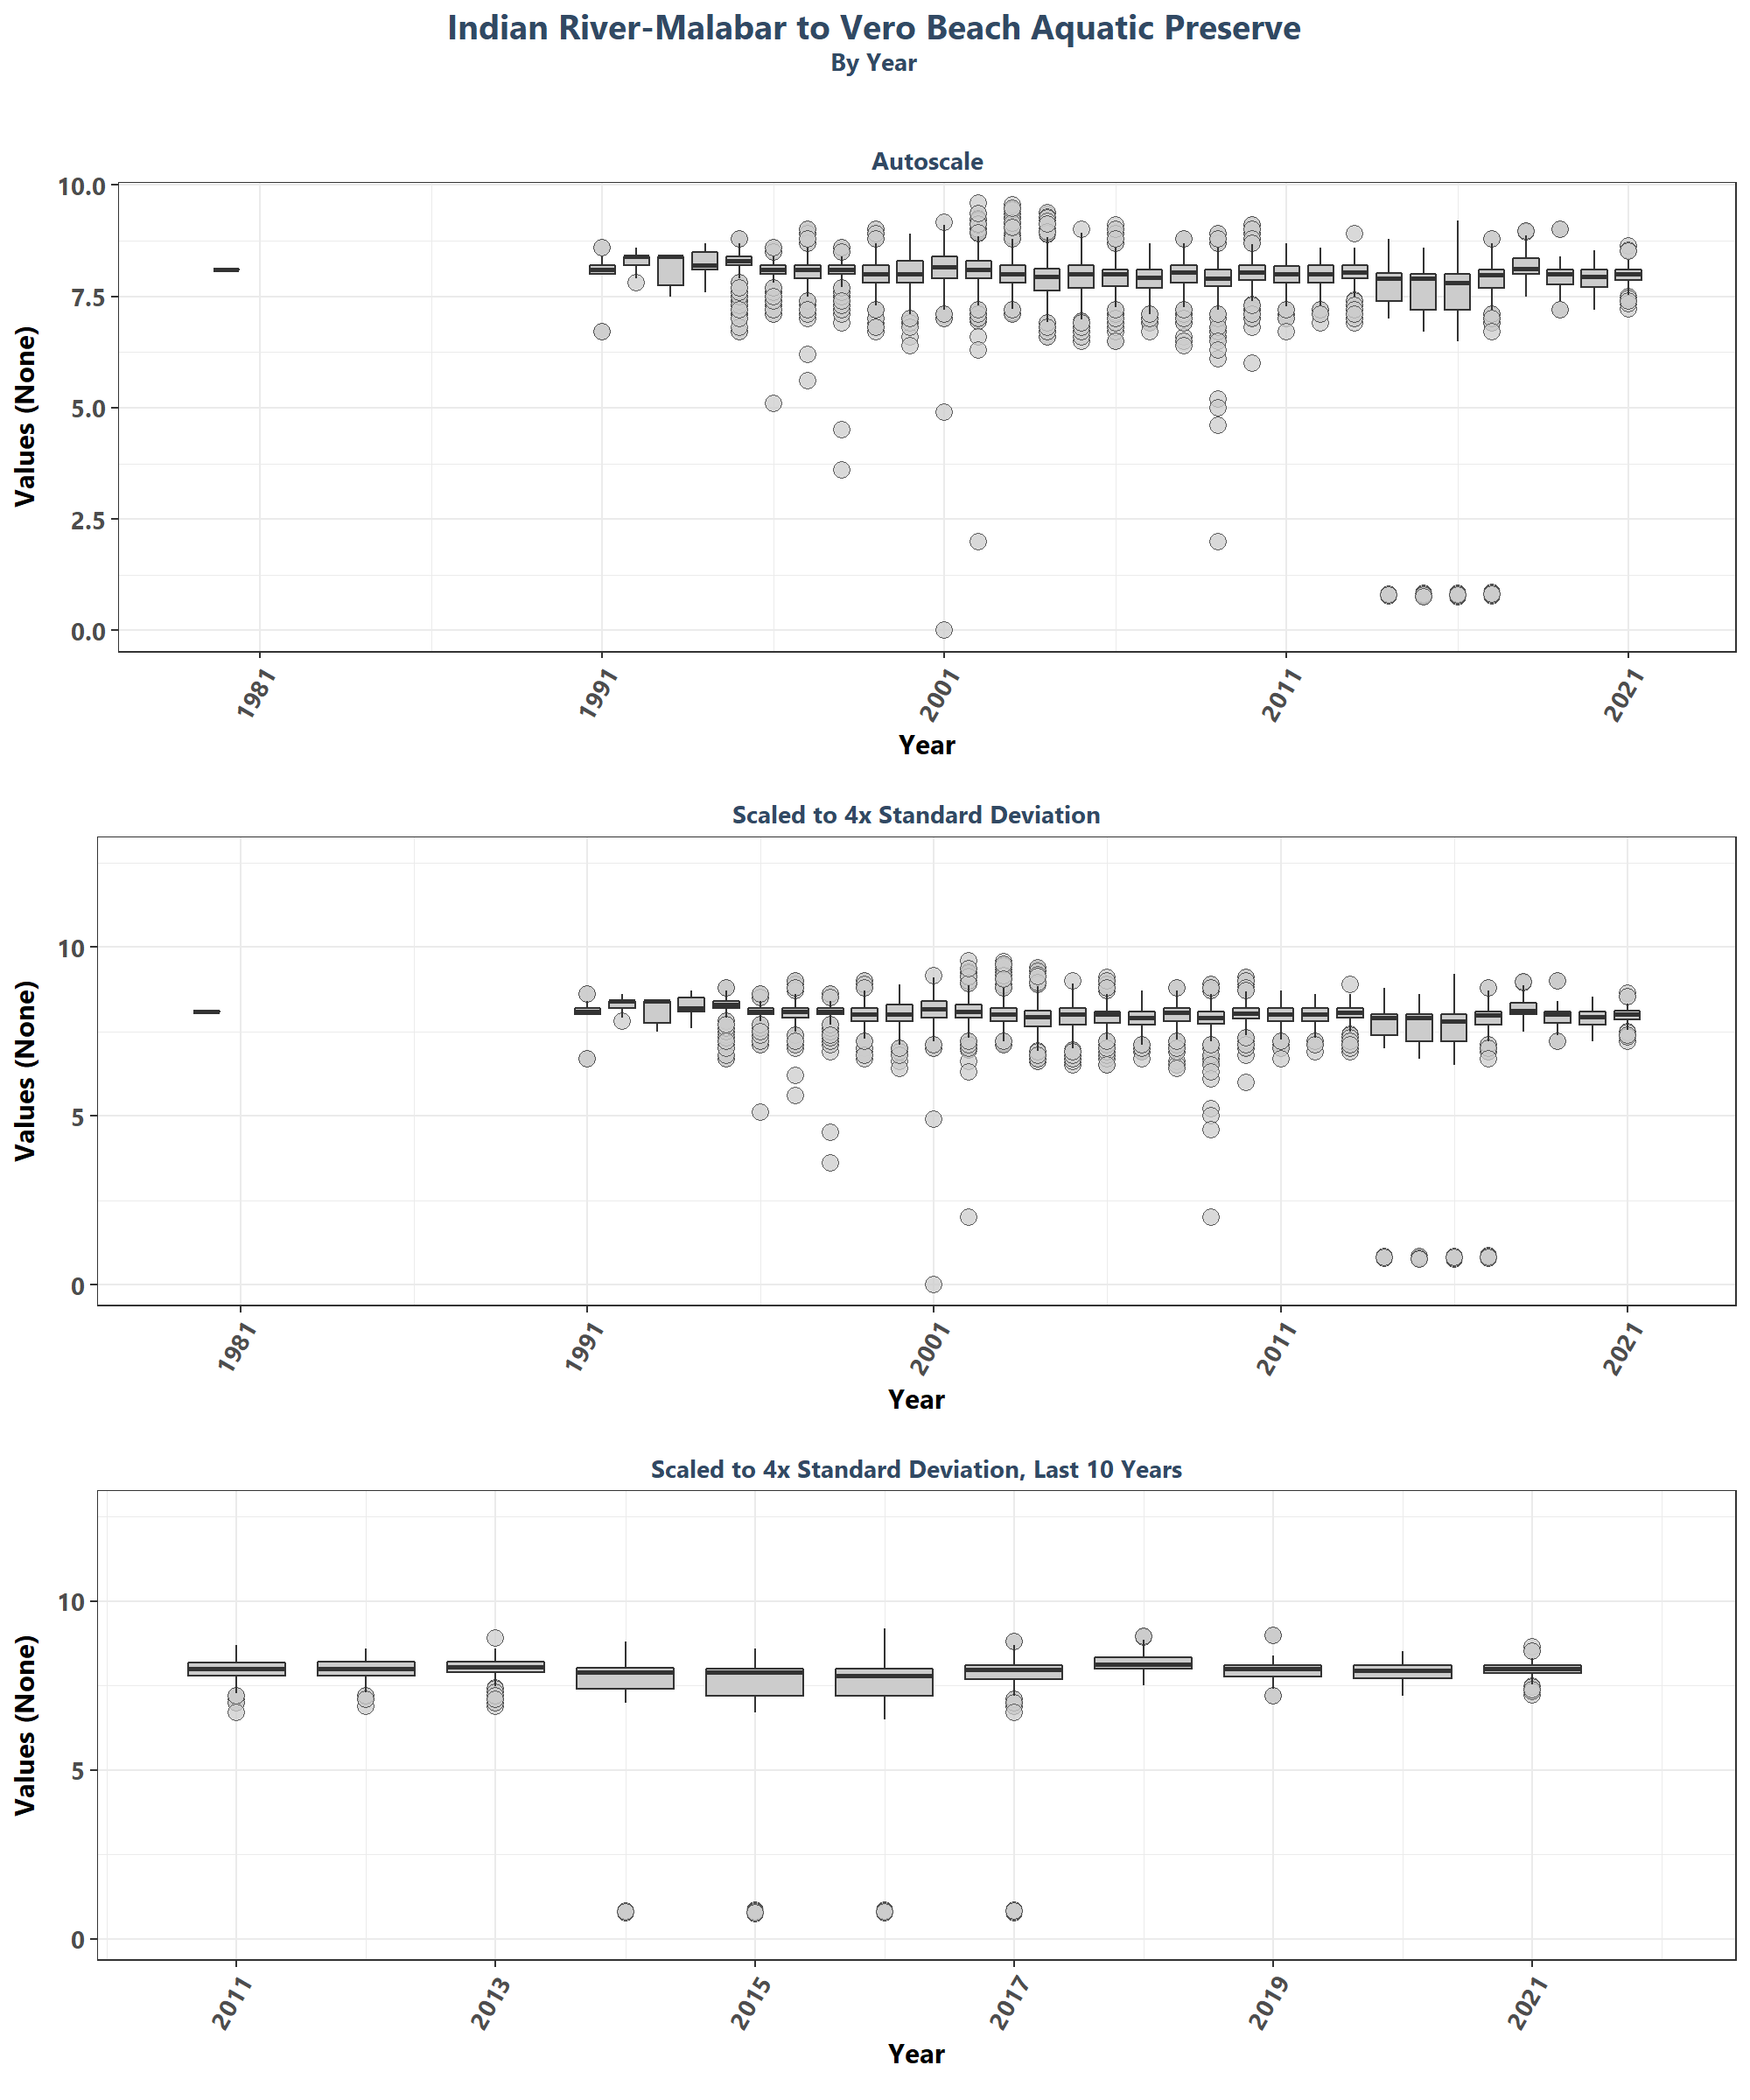 Indian River-Malabar to Vero Beach Aquatic Preserve
By Year
Autoscale
10.0
7.5
5.0
2.5
0.0
Values (None)
1981
1991
2001
2011
2021
Year
Scaled to 4x Standard Deviation
10
5
0
Values (None)
1981
1991
2001
2011
2021
Year
Scaled to 4x Standard Deviation, Last 10 Years
10
5
0
Values (None)
2011
2013
2015
2017
2019
2021
Year